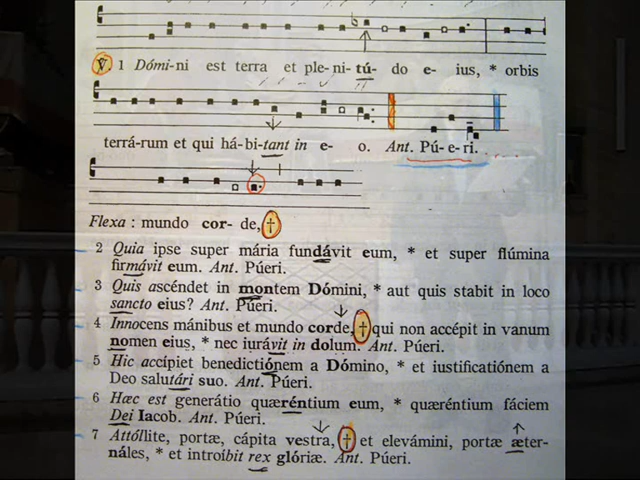 ℣. 1 Dómi-ni est terra et ple-ni-tú-do e-ius, * orbis
terrá-rum et qui há-bi-tant in e-o. Ant. Pú-e-ri.
Flexa : mundo cor-de, †
2 Quia ipse super mária fundávit eum, * et super flúmina
firmávit eum. Ant. Púeri.
3 Quis ascéndet in montem Dómini, * aut quis stabit in loco
sancto eius? Ant. Púeri.
4 Innocens mánibus et mundo corde, † qui non accépit in vanum
nomen eius, * nec iurávit in dolum. Ant. Púeri.
5 Hic accípiet benedictiónem a Dómino, * et iustificatiónem a
Deo salutári suo. Ant. Púeri.
6 Hæc est generátio quæréntium eum, * quæréntium fáciem
Dei Iacob. Ant. Púeri.
7 Attóllite, portæ, cápita vestra, † et elevámini, portæ æter-
náles, * et introíbit rex glóriæ. Ant. Púeri.